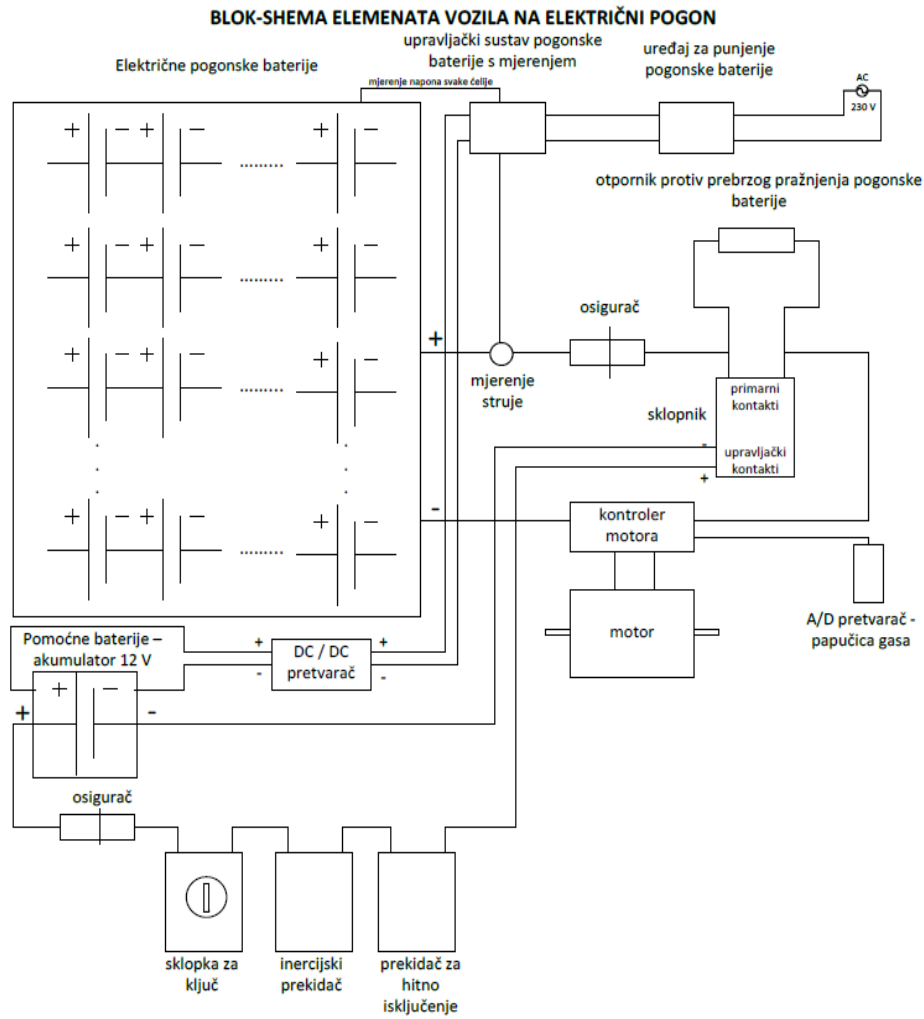 BLOK-SHEMA ELEMENATA VOZILA NA ELEKTRIČNI POGON
Električne pogonske baterije
upravljački sustav pogonske
baterije s mjerenjem
uređaj za punjenje
pogonske baterije
mjerenje napona svake ćelije
AC
230 V
+ − + − ......... + −
otpornik protiv prebrzog pražnjenja pogonske
baterije
+ − + − ......... + −
osigurač
+
mjerenje
struje
+ − + − ......... + −
sklopnik
primarni
kontakti
-
upravljački
kontakti
+
-
+ − + − ......... + −
kontroler
motora
A/D pretvarač -
papučica gasa
motor
Pomoćne baterije –
akumulator 12 V
+ -
DC / DC
pretvarač
+ -
+ + − -
osigurač
sklopka za
ključ
inercijski
prekidač
prekidač za
hitno
isključenje